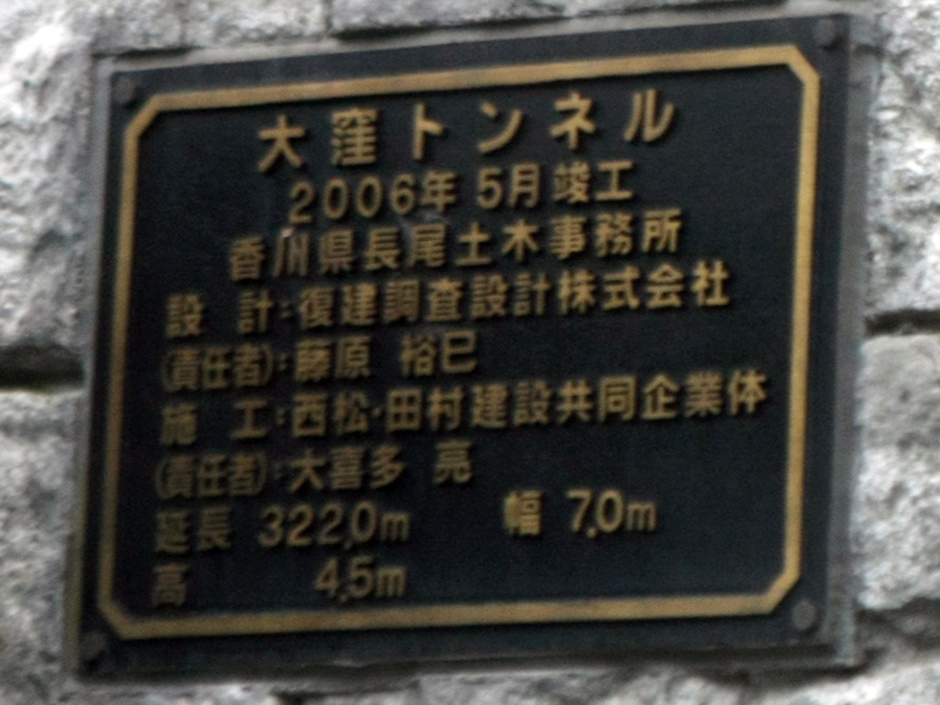 大窪トンネル
2006年 5月竣工
香川県長尾土木事務所
設 計:復建調査設計株式会社
(責任者):藤原 裕巳
施 工:西松・田村建設共同企業体
(責任者):大喜多 亮
延長 322.0m 幅 7.0m
高 4.5m